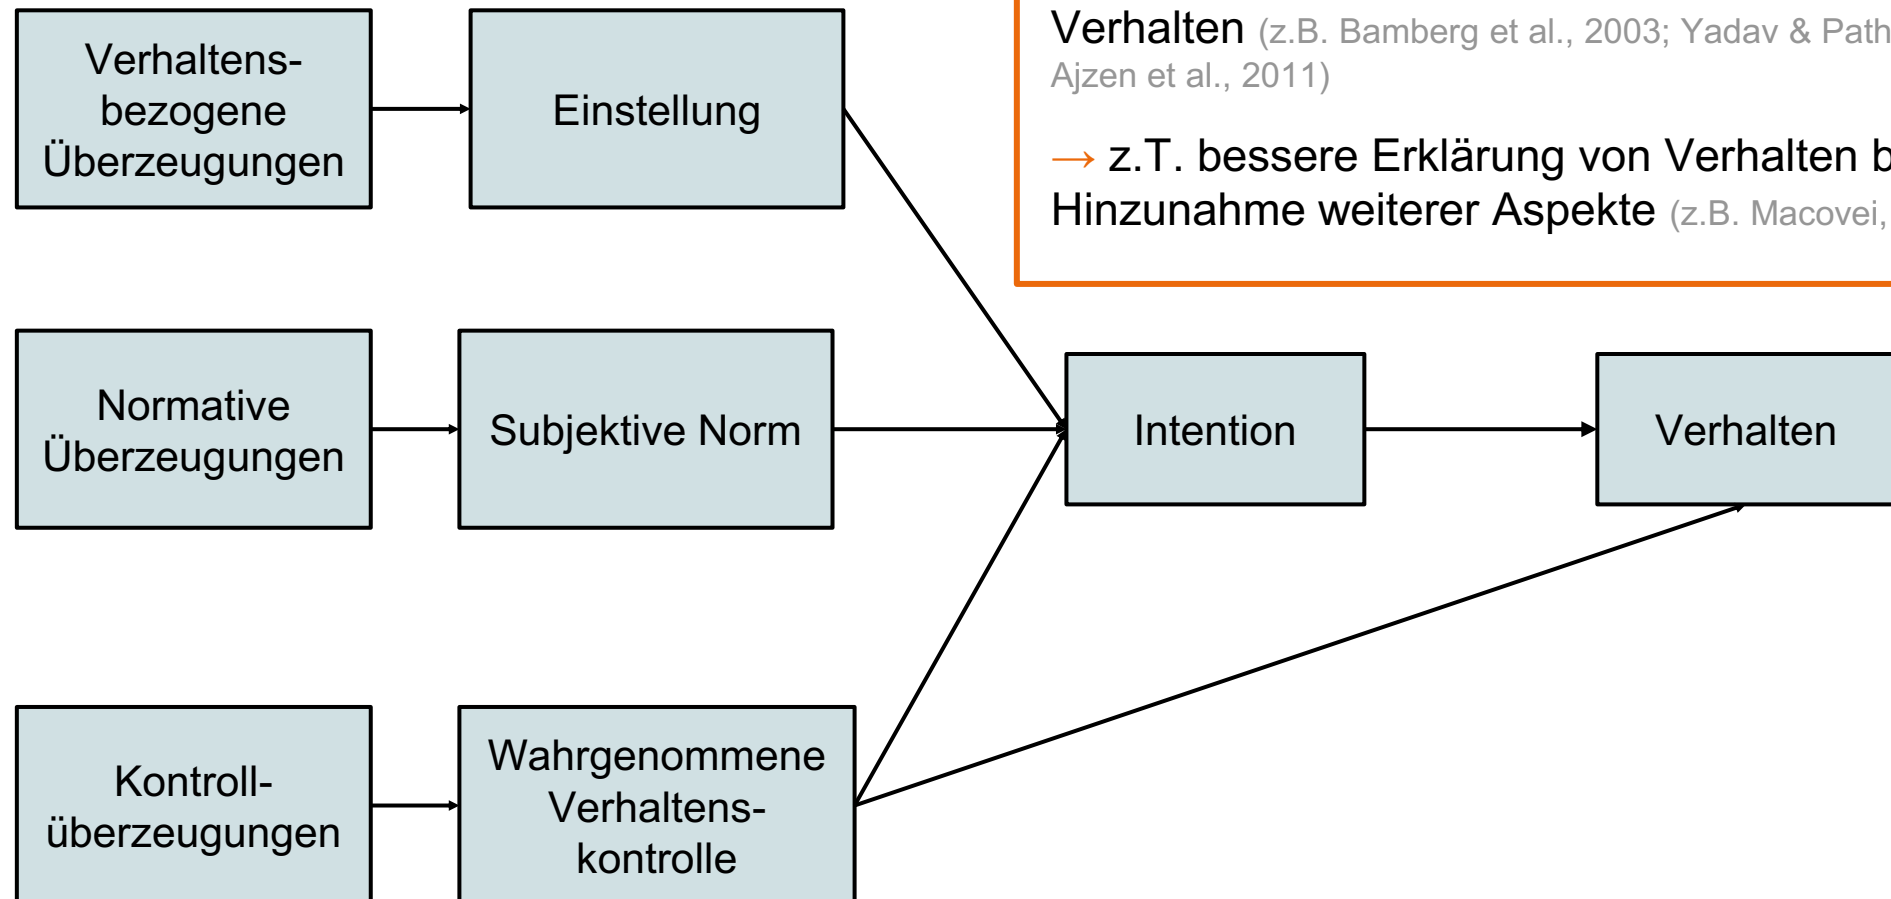 Verhaltens-
bezogene
Überzeugungen
Einstellung
Verhalten (z.B. Bamberg et al., 2003; Yadav & Path
Ajzen et al., 2011)
→ z.T. bessere Erklärung von Verhalten b
Hinzunahme weiterer Aspekte (z.B. Macovei,
Normative
Überzeugungen
Subjektive Norm
Intention
Verhalten
Kontroll-
überzeugungen
Wahrgenommene
Verhaltens-
kontrolle